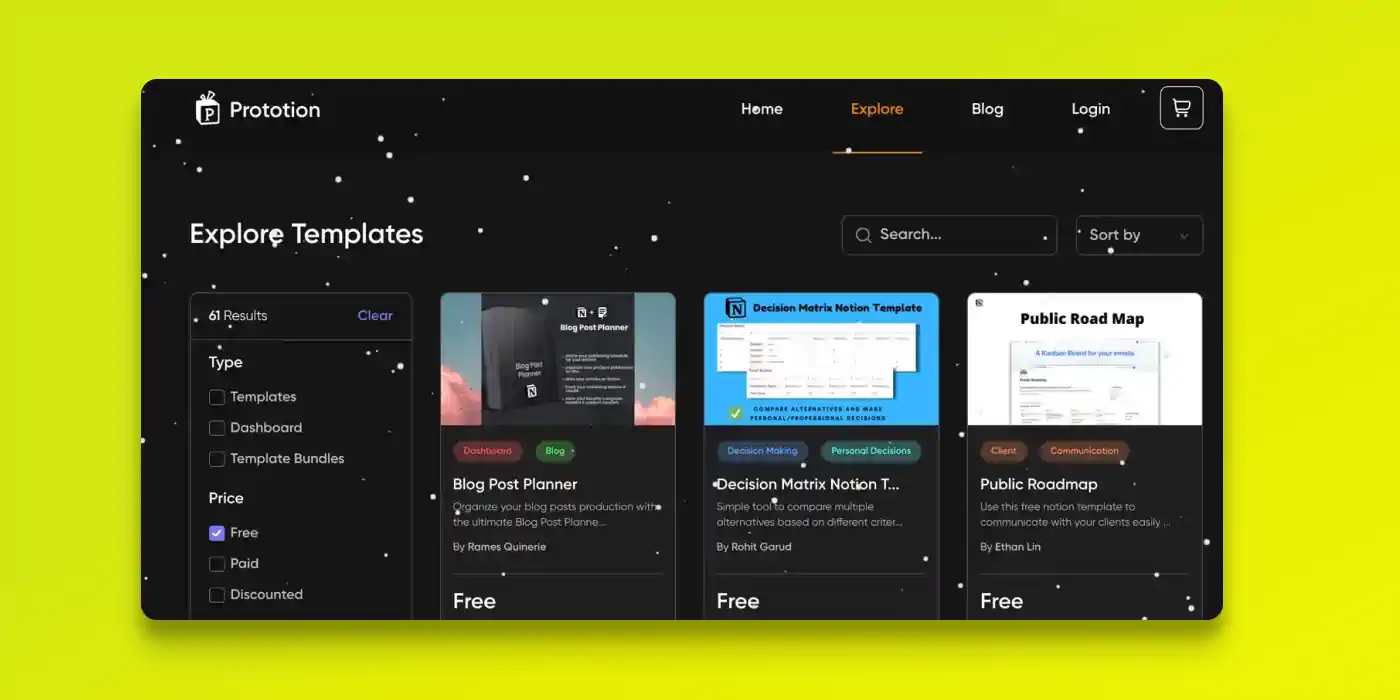 Prototion
Home
Explore
Blog
Login
Explore Templates
Search...
Sort by
61 Results
Clear
Type
Templates
Dashboard
Template Bundles
Price
Free
Paid
Discounted
Blog Post Planner
Blog Post
Planner
Dashboard
Blog
Blog Post Planner
Organize your blog posts production with
the ultimate Blog Post Planne...
By Rames Quinerie
Free
Decision Matrix Notion Template
COMPARE ALTERNATIVES AND MAKE
PERSONAL/PROFESSIONAL DECISIONS
Decision Making
Personal Decisions
Decision Matrix Notion T...
Simple tool to compare multiple
alternatives based on different criter...
By Rohit Garud
Free
Public Road Map
A Kanban Board for your emails
Public Roadmap
Client
Communication
Public Roadmap
Use this free notion template to
communicate with your clients easily ...
By Ethan Lin
Free